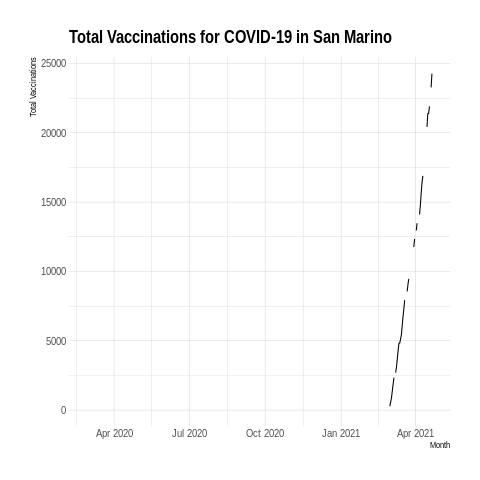 Total Vaccinations for COVID-19 in San Marino
Total Vaccinations
25000
20000
15000
10000
5000
0
Apr 2020 Jul 2020 Oct 2020 Jan 2021 Apr 2021
Month